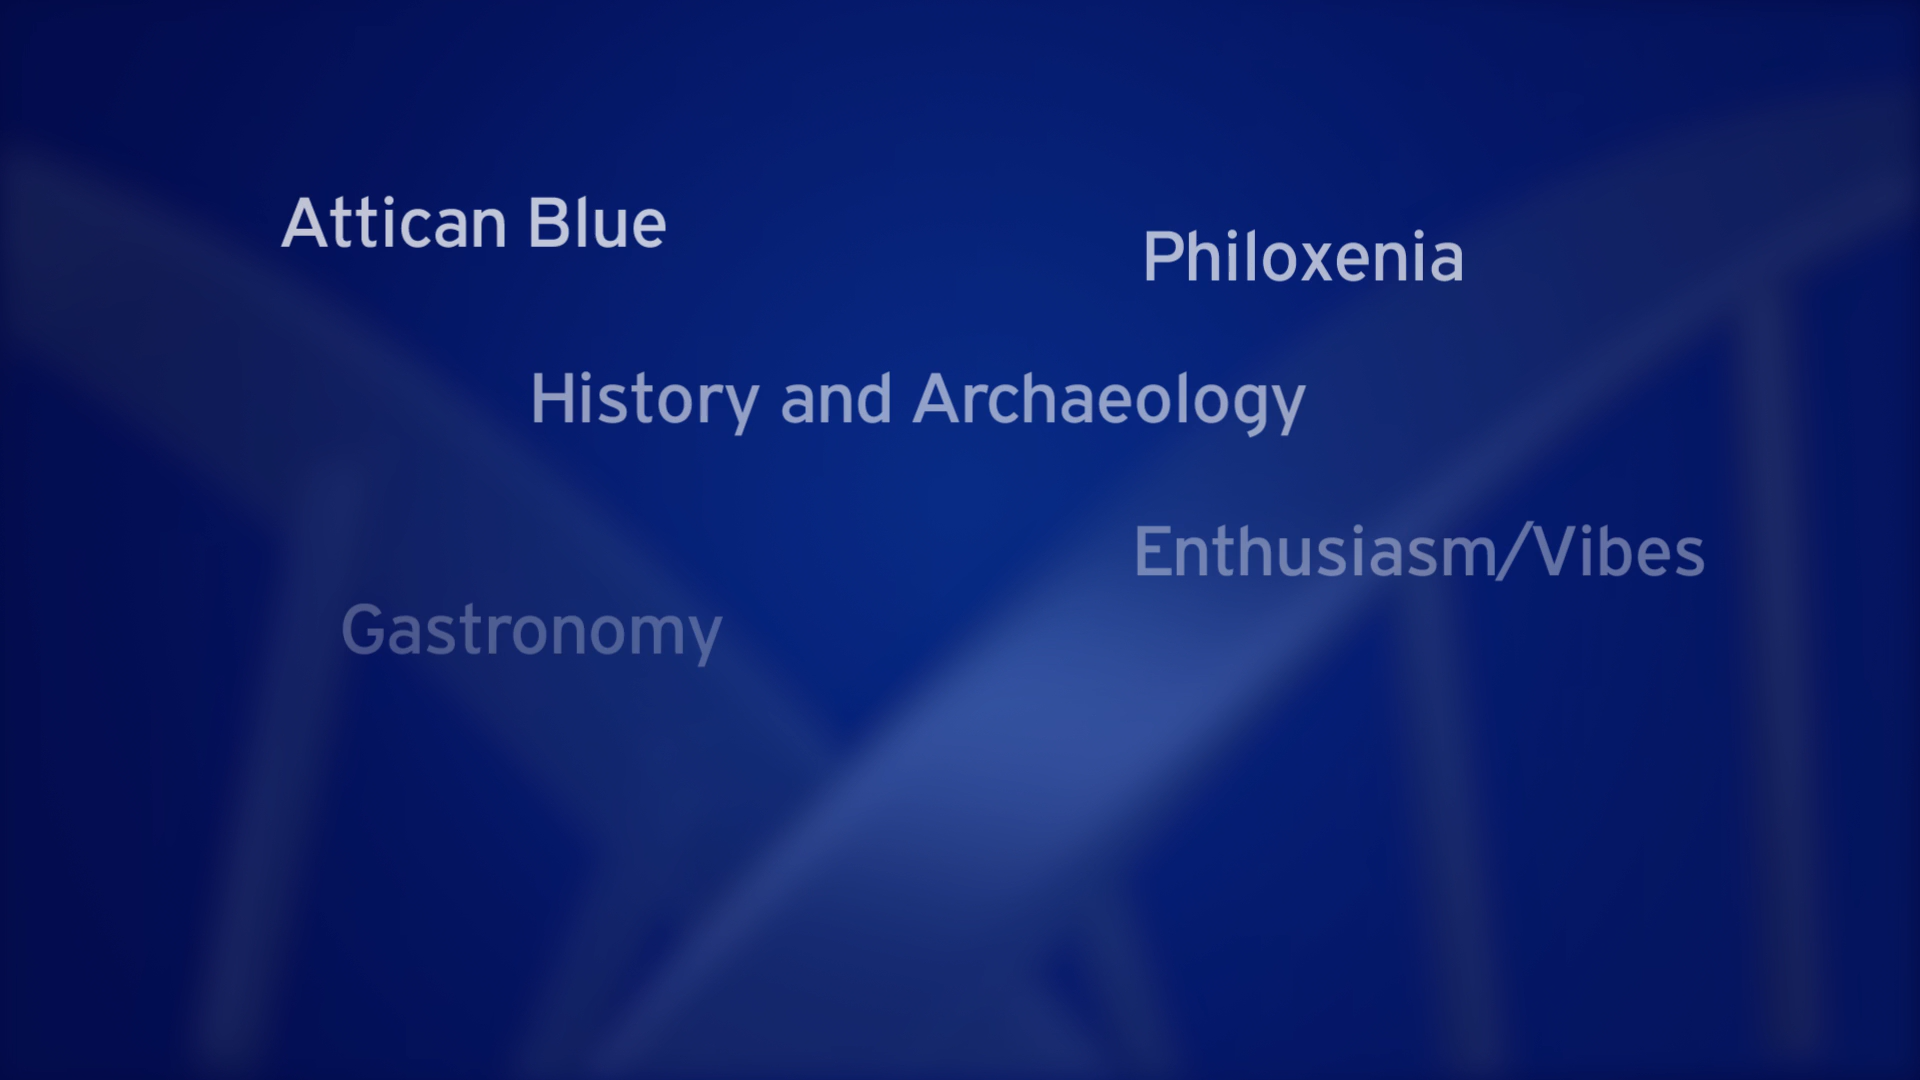 Attican Blue
Philoxenia
History and Archaeology
Enthusiasm/Vibes
Gastronomy